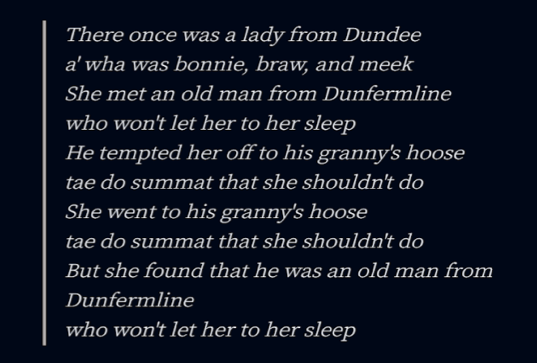 There once was a lady from Dundee
a' wha was bonnie, braw, and meek
She met an old man from Dunfermline
who won't let her to her sleep
He tempted her off to his granny's hoose
tae do summat that she shouldn't do
She went to his granny's hoose
tae do summat that she shouldn't do
But she found that he was an old man from
Dunfermline
who won't let her to her sleep